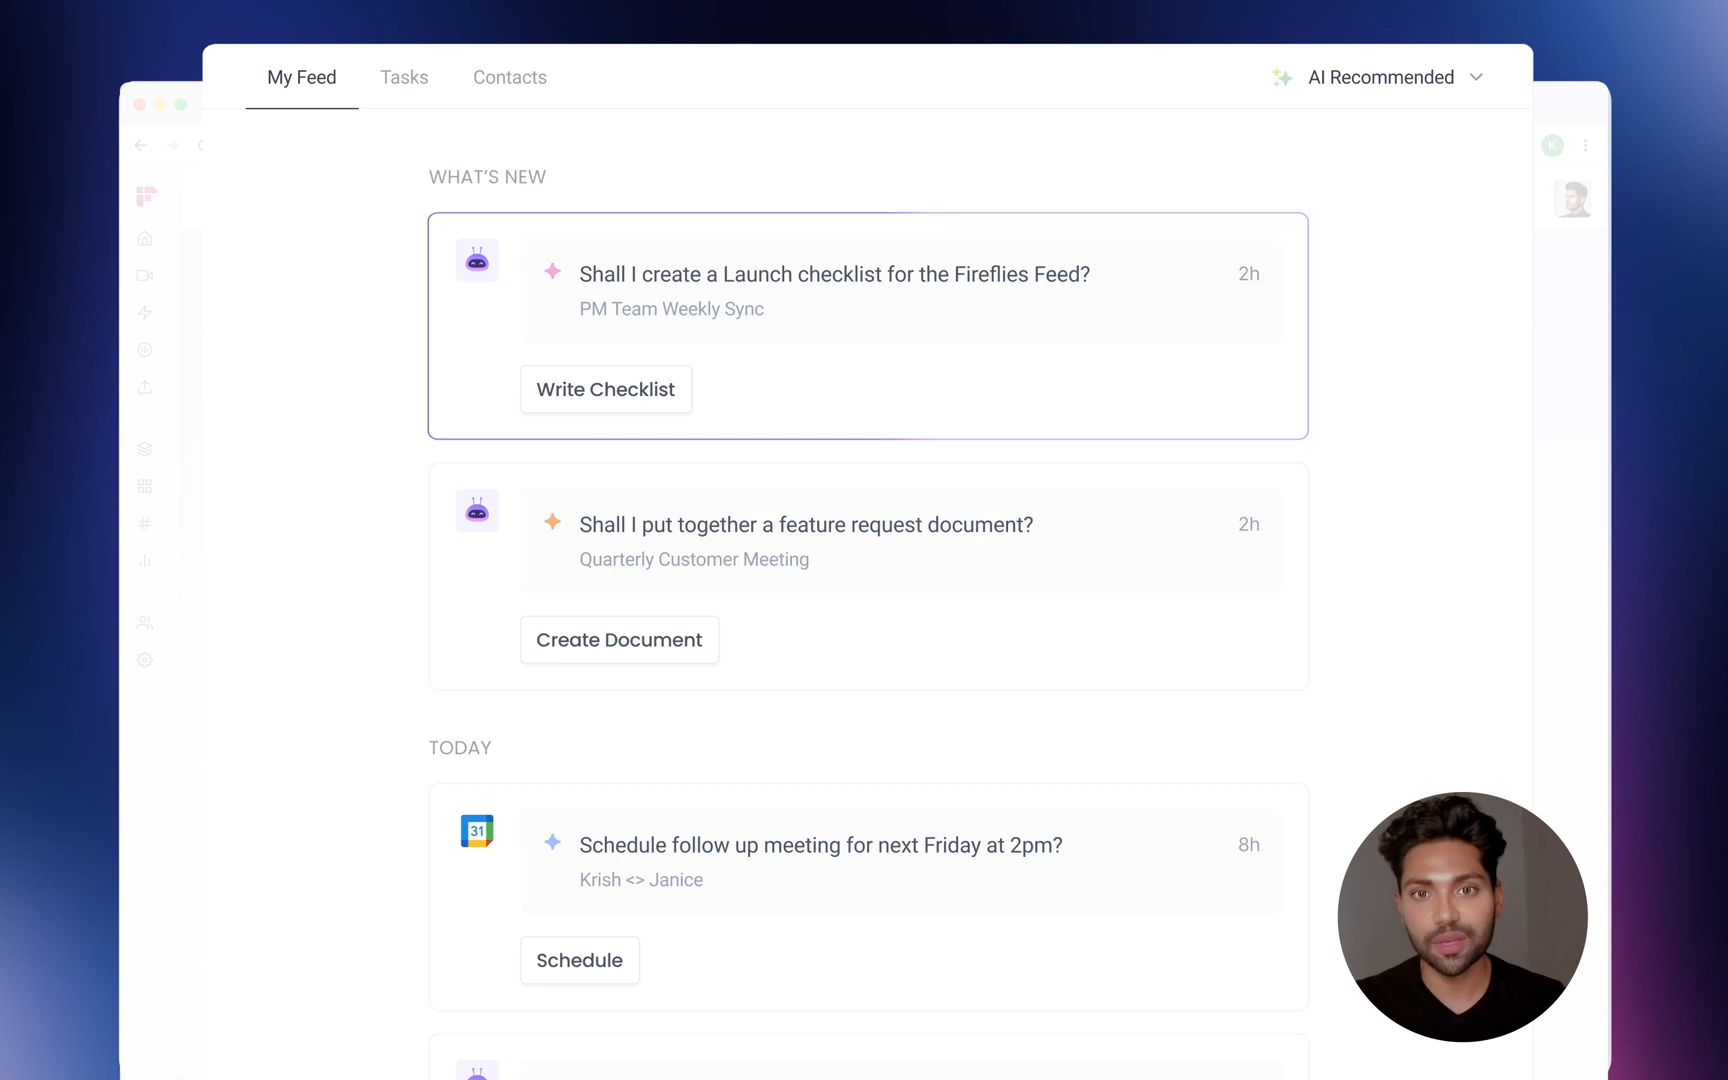 My Feed
Tasks
Contacts
AI Recommended
K
WHAT'S NEW
Shall I create a Launch checklist for the Fireflies Feed?
2h
PM Team Weekly Sync
Write Checklist
Shall I put together a feature request document?
2h
Quarterly Customer Meeting
Create Document
TODAY
31
Schedule follow up meeting for next Friday at 2pm?
8h
Krish <> Janice
Schedule